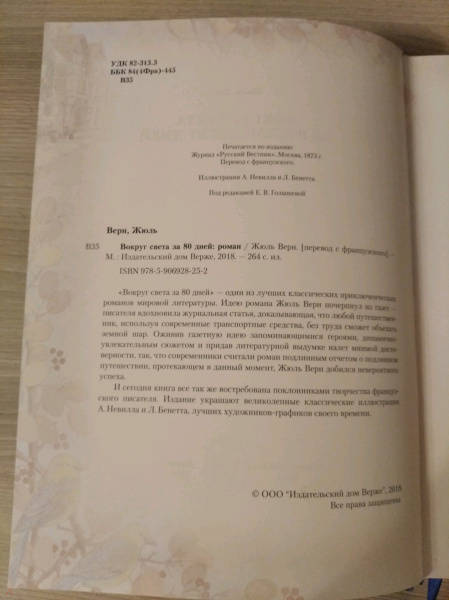 УДК 82-313.3
ББК 84(4Фра)-445
В35
Печатается по изданию
Журнал «Русский Вестник», Москва, 1873 г.
Перевод с французского.
Иллюстрации А. Невилла и Л. Бенетта.
Под редакцией Е. В.
Верн, Жюль
В35 Вокруг света за 80 дней: роман / Жюль Верн. [перевод с французского] –
М. : Издательский дом Верже, 2018. — 264 с. ил.
ISBN 978-5-906928-25-2
«Вокруг света за 80 дней» — один из лучших классических приключенческих
романов мировой литературы. Идею романа Жюль Верн почерпнул из газет —
писателя вдохновила журнальная статья, доказывающая, что любой путешествен-
ник, используя современные транспортные средства, без труда сможет объехать
земной шар. Оживив газетную идею запоминающимися героями, динамично-
увлекательным сюжетом и придав литературной выдумке налет мнимой досто-
верности, так, что современники считали роман подлинным отчетом о подлинном
путешествии, протекающем в данный момент, Жюль Верн добился невероятного
успеха.
И сегодня книга все так же востребована поклонниками творчества француз-
ского писателя. Издание украшают великолепные классические иллюстрации
А. Невилла и Л. Бенетта, лучших художников-графиков своего времени.
© ООО "Издательский дом Верже", 2018
Все права защищены